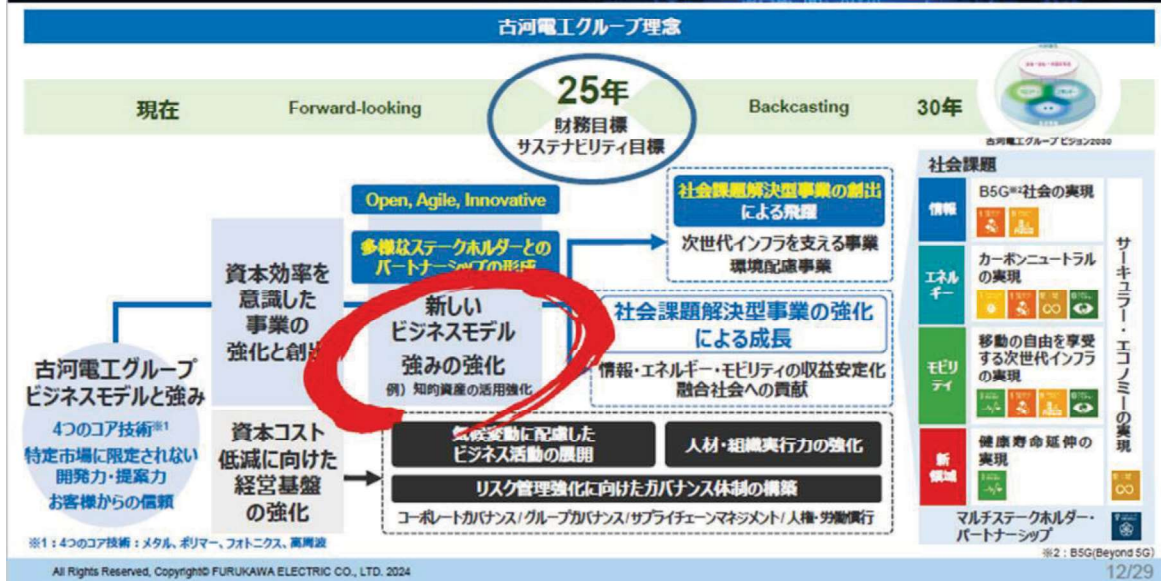 古河電工グループ理念
現在
Forward-looking
25年
財務目標
サステナビリティ目標
Backcasting
30年
古河電工グループ ビジョン2030
古河電工グループ
ビジネスモデルと強み
4つのコア技術※1
特定市場に限定されない
開発力・提案力
お客様からの信頼
資本効率を
意識した
事業の
強化と創出
資本コスト
低減に向けた
経営基盤
の強化
Open, Agile, Innovative
多様なステークホルダーとの
パートナーシップの形成
新しい
ビジネスモデル
強みの強化
例）知的資産の活用強化
社会課題解決型事業の創出
による飛躍
次世代インフラを支える事業
環境配慮事業
社会課題解決型事業の強化
による成長
情報・エネルギー・モビリティの収益安定化
融合社会への貢献
気候変動に配慮した
ビジネス活動の展開
人材・組織実行力の強化
リスク管理強化に向けたガバナンス体制の構築
コーポレートガバナンス/グループガバナンス/サプライチェーンマネジメント/人権・労働慣行
社会課題
情報
B5G※2社会の実現
エネル
ギー
カーボンニュートラル
の実現
モビリ
ティ
移動の自由を享受
する次世代インフラ
の実現
新
領域
健康寿命延伸の
実現
サーキュラー・エコノミーの実現
マルチステークホルダー・
パートナーシップ
※1：4つのコア技術：メタル、ポリマー、フォトニクス、高周波
※2：B5G(Beyond 5G)
All Rights Reserved, Copyright© FURUKAWA ELECTRIC CO., LTD. 2024
12/29